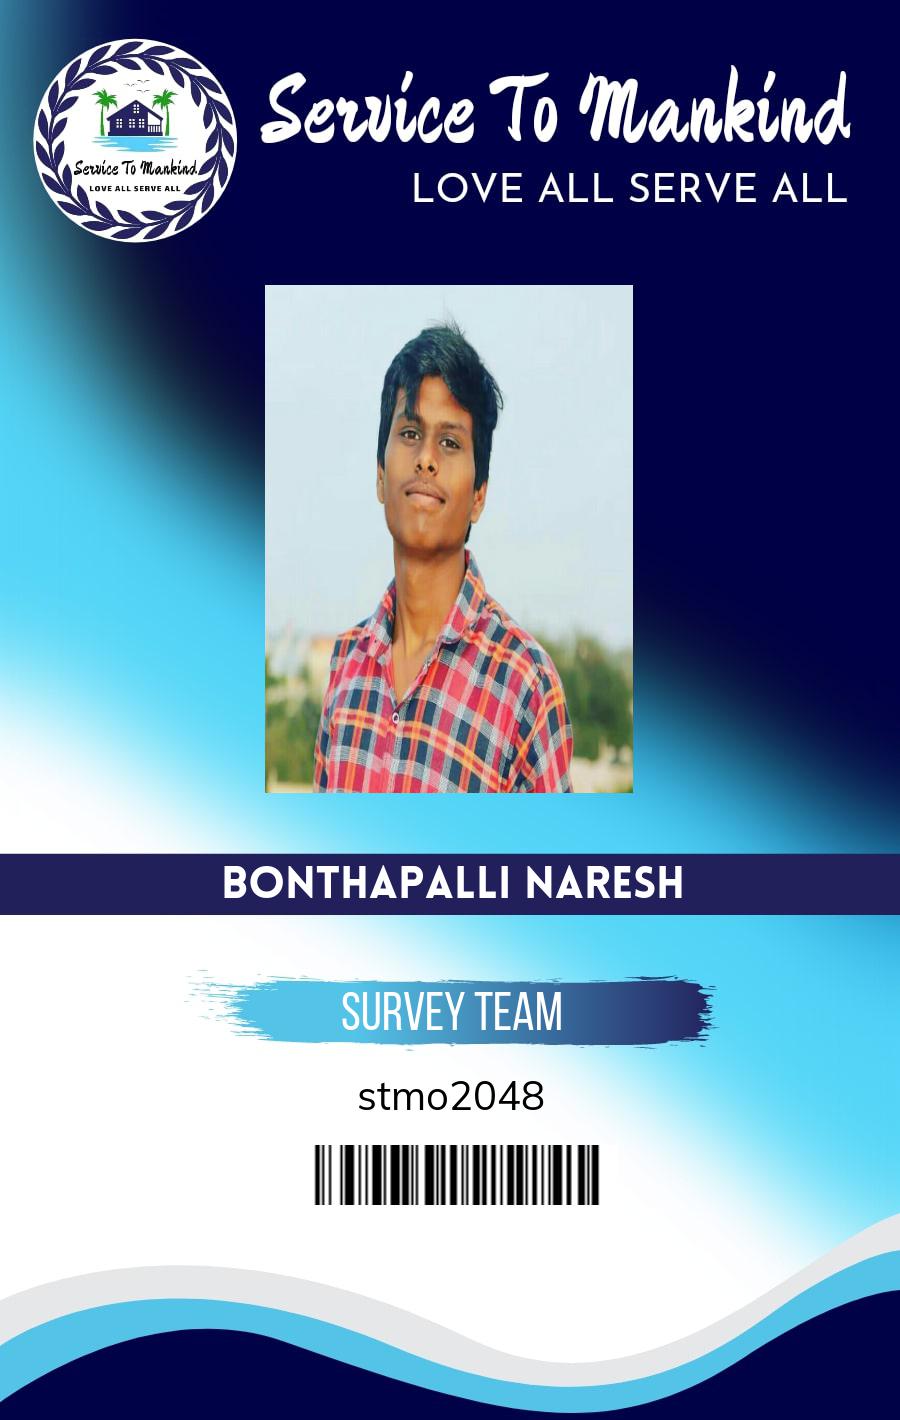 Service To Mankind
LOVE ALL SERVE ALL
Service To Mankind
LOVE ALL SERVE ALL
BONTHAPALLI NARESH
SURVEY TEAM
stmo2048